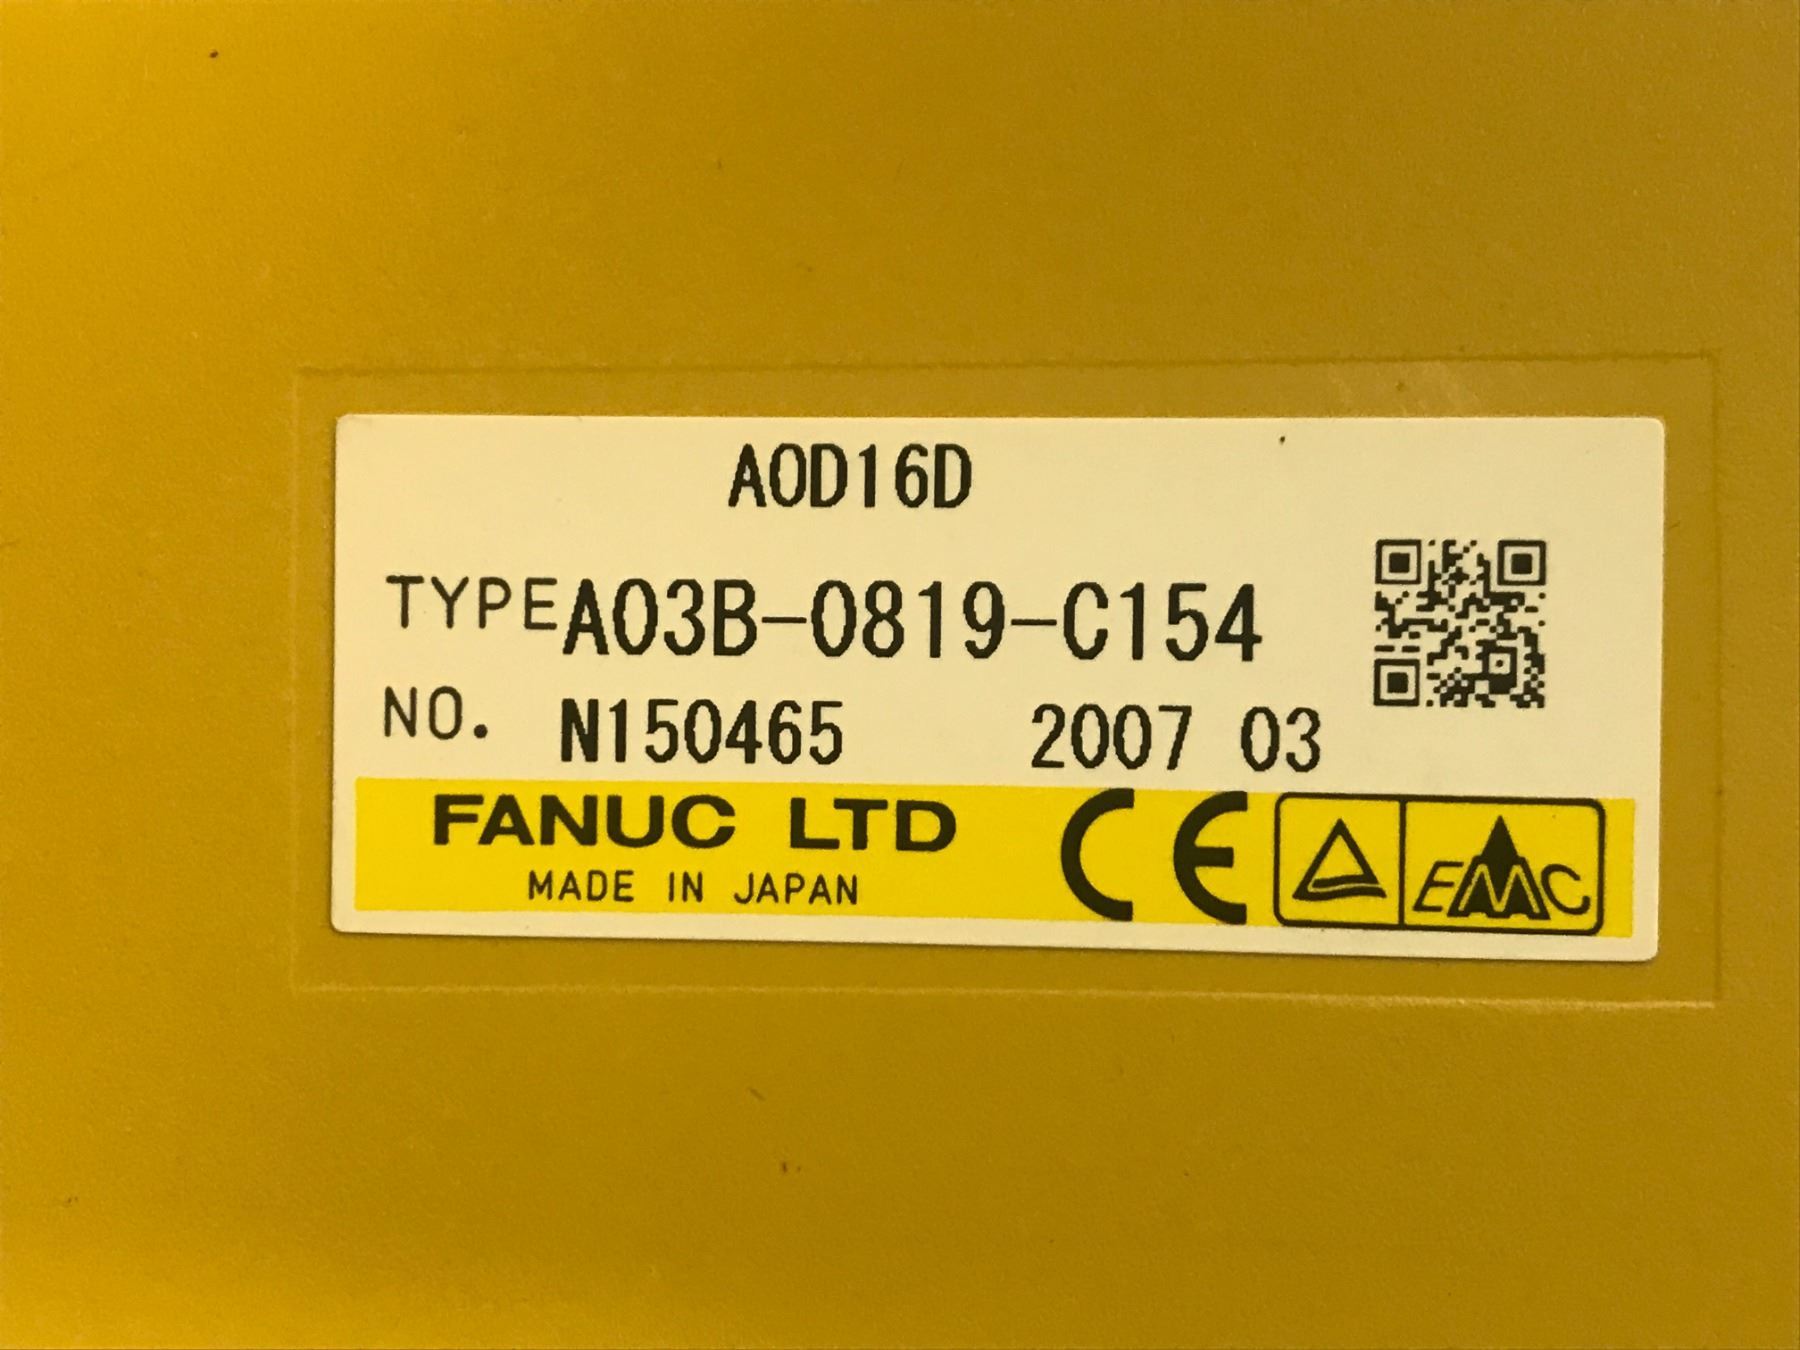 AOD16D
TYPE A03B-0819-C154
NO. N150465 2007 03
FANUC LTD CE
MADE IN JAPAN EMC